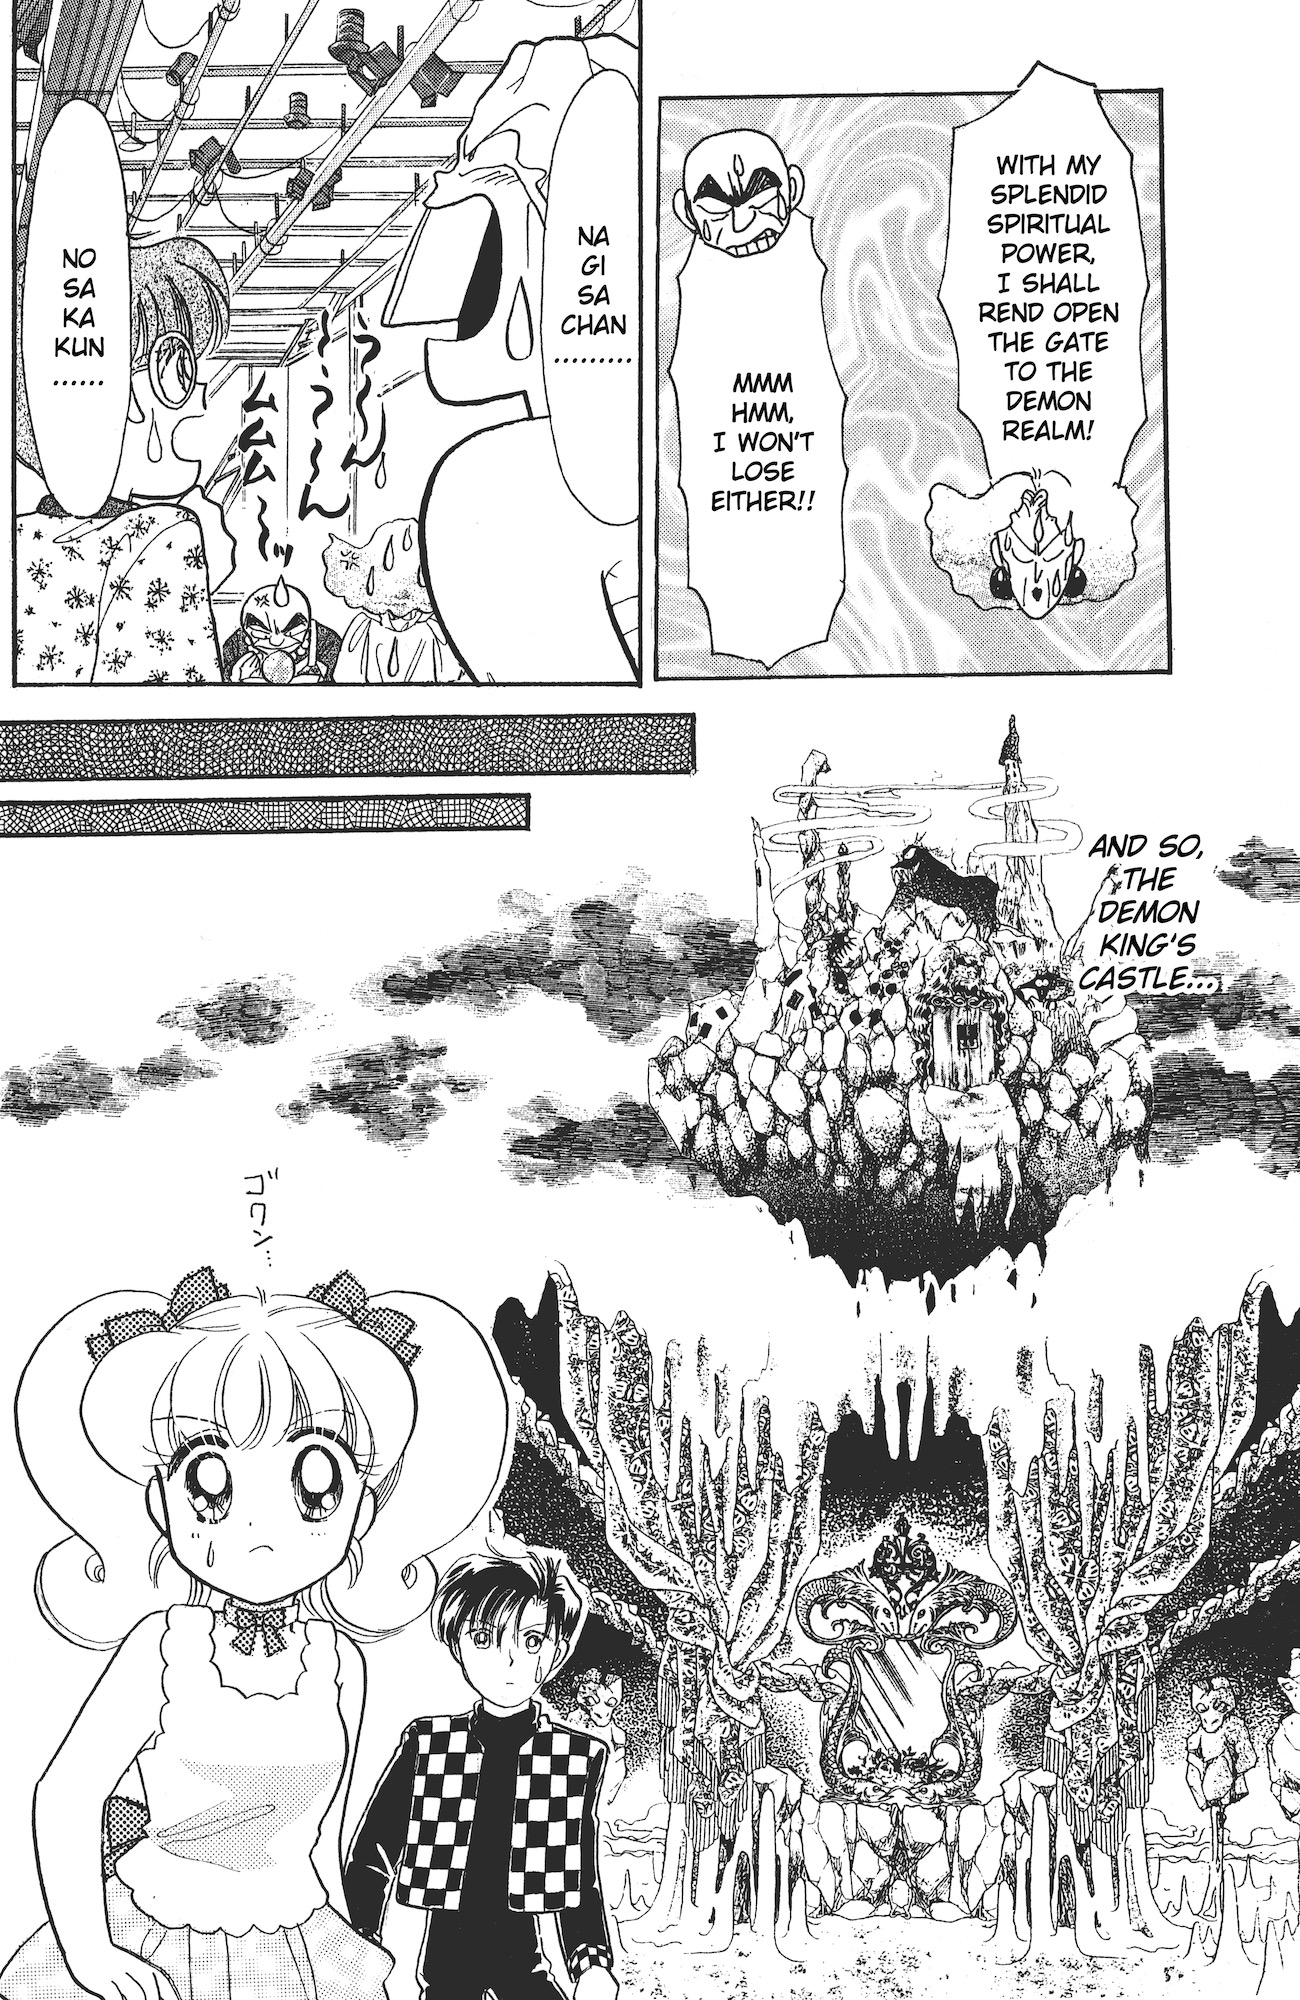 WITH MY
SPLENDID
SPIRITUAL
POWER,
I SHALL
REND OPEN
THE GATE
TO THE
DEMON
REALM!
MMM
HMM,
I WON'T
LOSE
EITHER!!
NA
GI
SA
CHAN
..........
NO
SA
KA
KUN
......
う～ん
～う～ん
ムムム～ッ
AND SO,
THE
DEMON
KING'S
CASTLE...
ゴクン…